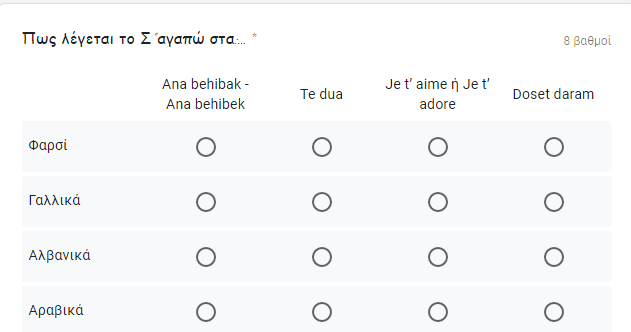 Πως λέγεται το Σ΄αγαπώ στα.... *
8 βαθμοί
Ana behibak -
Ana behibek
Te dua
Je t' aime ή Je t'
adore
Doset daram
Φαρσί
Γαλλικά
Αλβανικά
Αραβικά